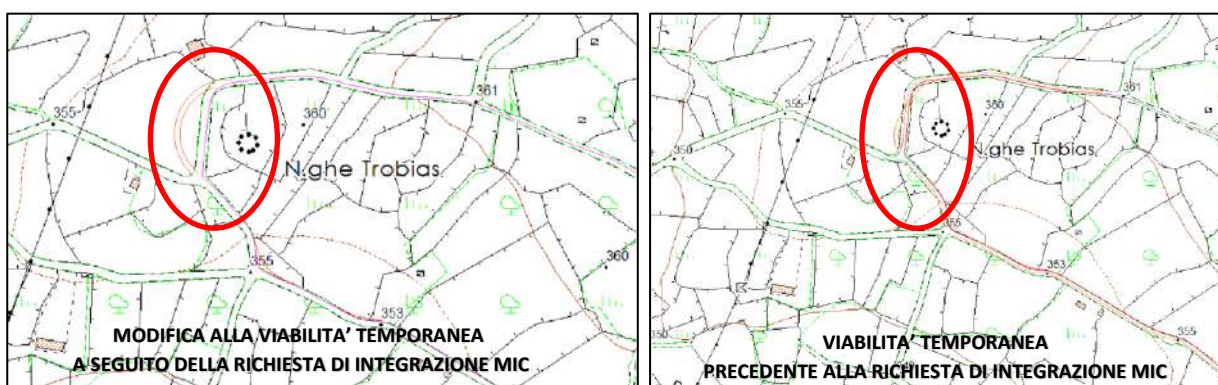 355
360
361
N.ghe Trobias
355
360
353
MODIFICA ALLA VIABILITA’ TEMPORANEA
A SEGUITO DELLA RICHIESTA DI INTEGRAZIONE MIC
355
360
361
350
N.ghe Trobias
355
353
350
355
VIABILITA’ TEMPORANEA
PRECEDENTE ALLA RICHIESTA DI INTEGRAZIONE MIC